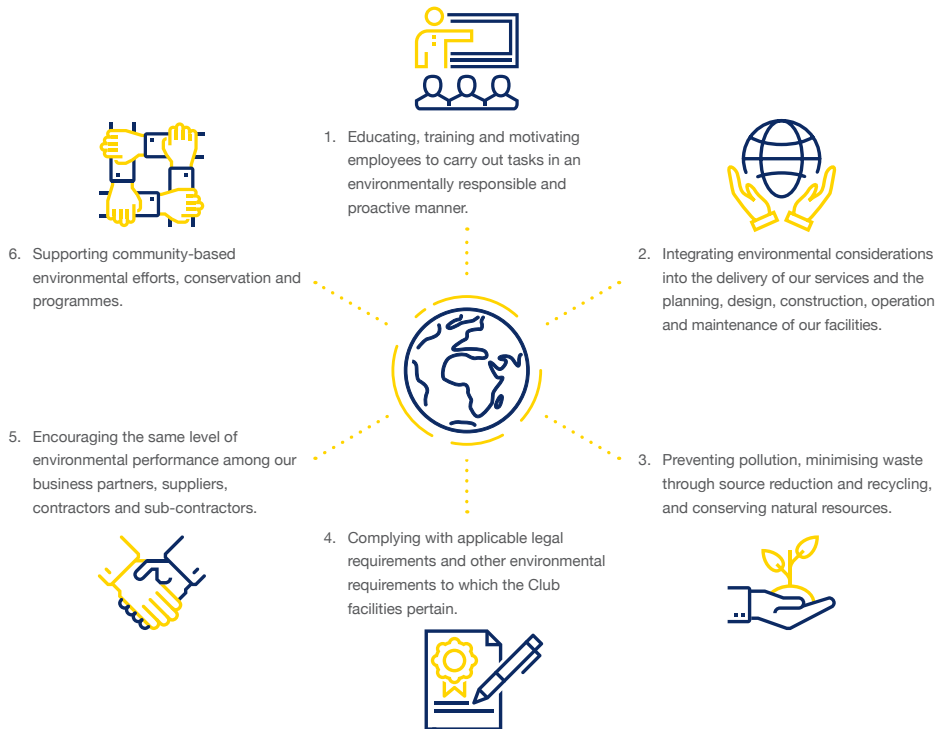 1. Educating, training and motivating
employees to carry out tasks in an
environmentally responsible and
proactive manner.
2. Integrating environmental considerations
into the delivery of our services and the
planning, design, construction, operation
and maintenance of our facilities.
3. Preventing pollution, minimising waste
through source reduction and recycling,
and conserving natural resources.
4. Complying with applicable legal
requirements and other environmental
requirements to which the Club
facilities pertain.
5. Encouraging the same level of
environmental performance among our
business partners, suppliers,
contractors and sub-contractors.
6. Supporting community-based
environmental efforts, conservation and
programmes.